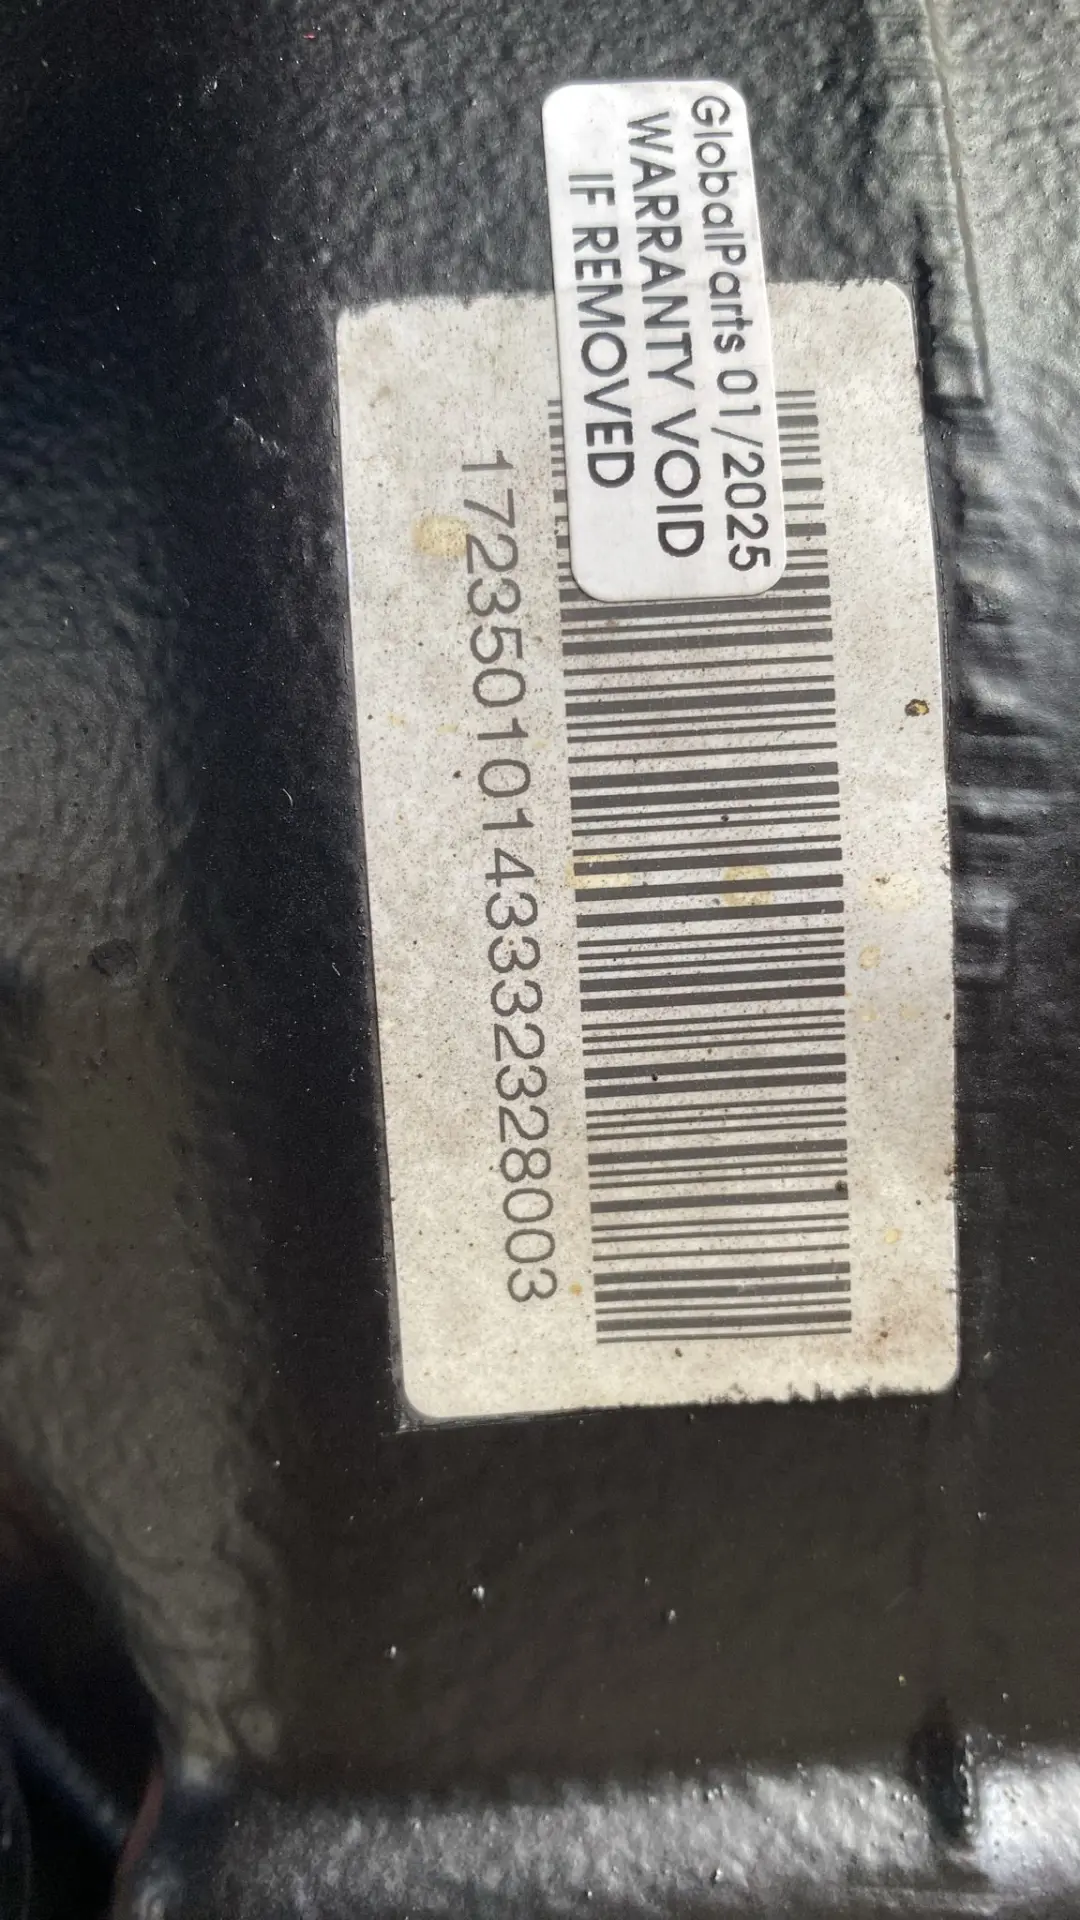 GlobalParts 01/2025
WARRANTY VOID
IF REMOVED
17235010143332328003